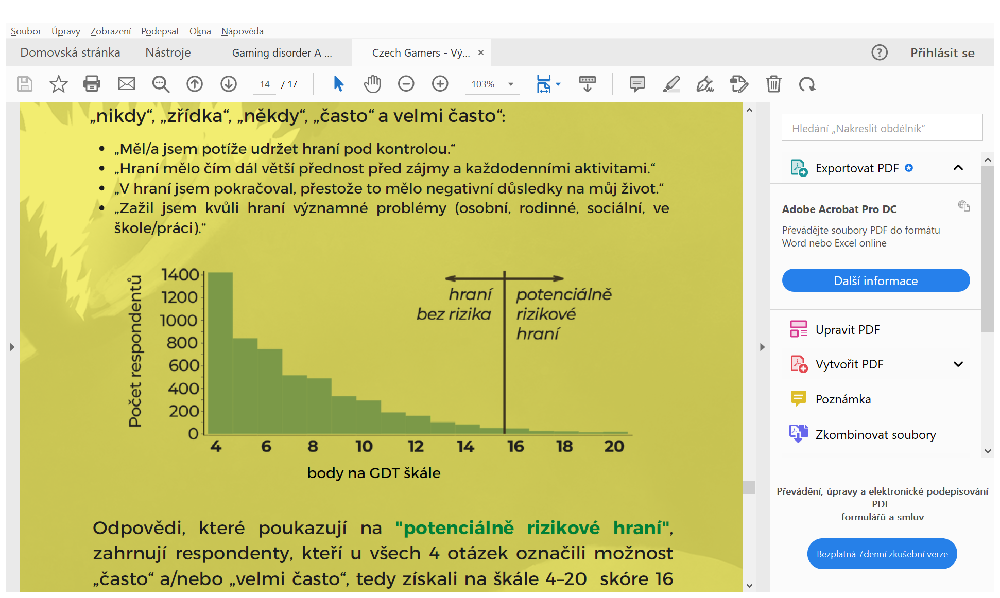 Soubor Úpravy Zobrazení Podepsat Okna Nápověda
Domovská stránka Nástroje Gaming disorder A ... Czech Gamers - Vý... × ? Přihlásit se
14 / 17 103%
„nikdy“, „zřídka“, „někdy“, „často“ a velmi často“:
• „Měl/a jsem potíže udržet hraní pod kontrolou.“
• „Hraní mělo čím dál větší přednost před zájmy a každodenními aktivitami.“
• „V hraní jsem pokračoval, přestože to mělo negativní důsledky na můj život.“
• „Zažil jsem kvůli hraní významné problémy (osobní, rodinné, sociální, ve
škole/práci).“
Počet respondentů
1400
1200
1000
800
600
400
200
0
hraní
bez rizika
potenciálně
rizikové
hraní
4 6 8 10 12 14 16 18 20
body na GDT škále
Odpovědi, které poukazují na "potenciálně rizikové hraní",
zahrnují respondenty, kteří u všech 4 otázek označili možnost
„často“ a/nebo „velmi často“, tedy získali na škále 4–20 skóre 16
Hledání „Nakreslit obdélník“
Exportovat PDF
Adobe Acrobat Pro DC
Převádějte soubory PDF do formátu
Word nebo Excel online
Další informace
Upravit PDF
Vytvořit PDF
Poznámka
Zkombinovat soubory
Převádění, úpravy a elektronické podepisování
PDF
formulářů a smluv
Bezplatná 7denní zkušební verze